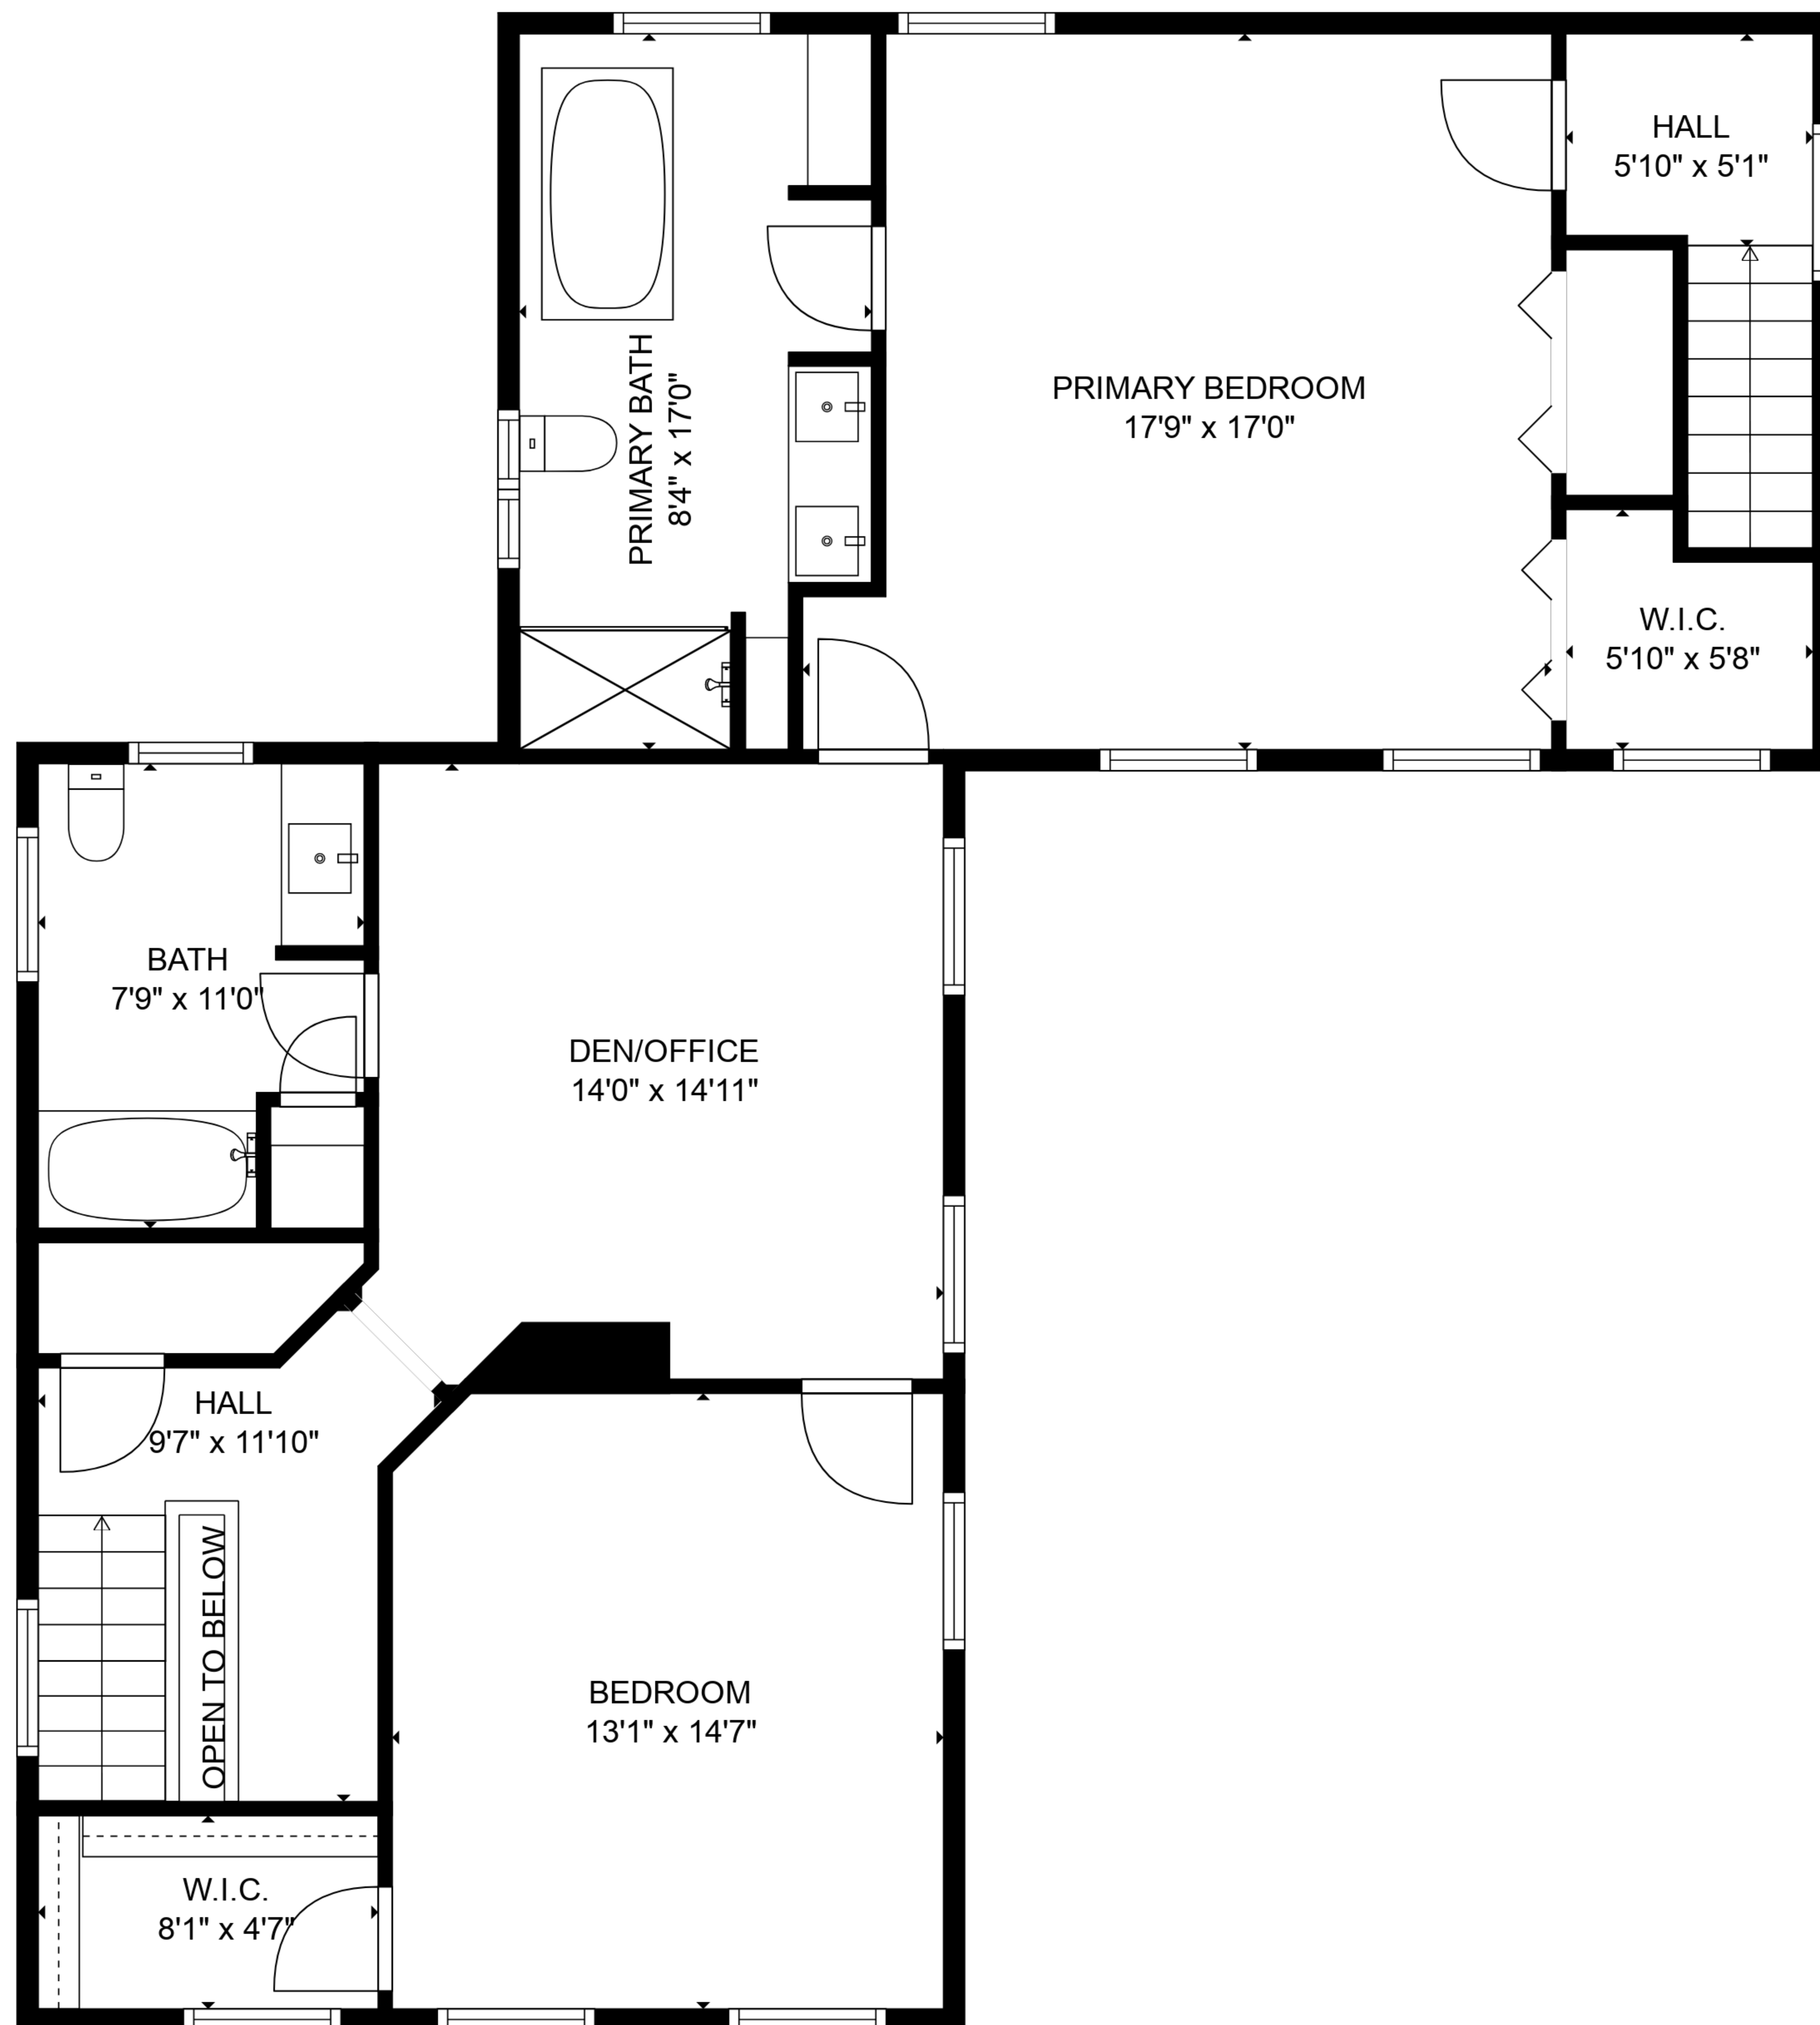 HALL
5'10" x 5'1"
PRIMARY BATH
8'4" x 17'0"
PRIMARY BEDROOM
17'9" x 17'0"
W.I.C.
5'10" x 5'8"
BATH
7'9" x 11'0"
DEN/OFFICE
14'0" x 14'11"
HALL
9'7" x 11'10"
OPEN TO BELOW
BEDROOM
13'1" x 14'7"
W.I.C.
8'1" x 4'7"